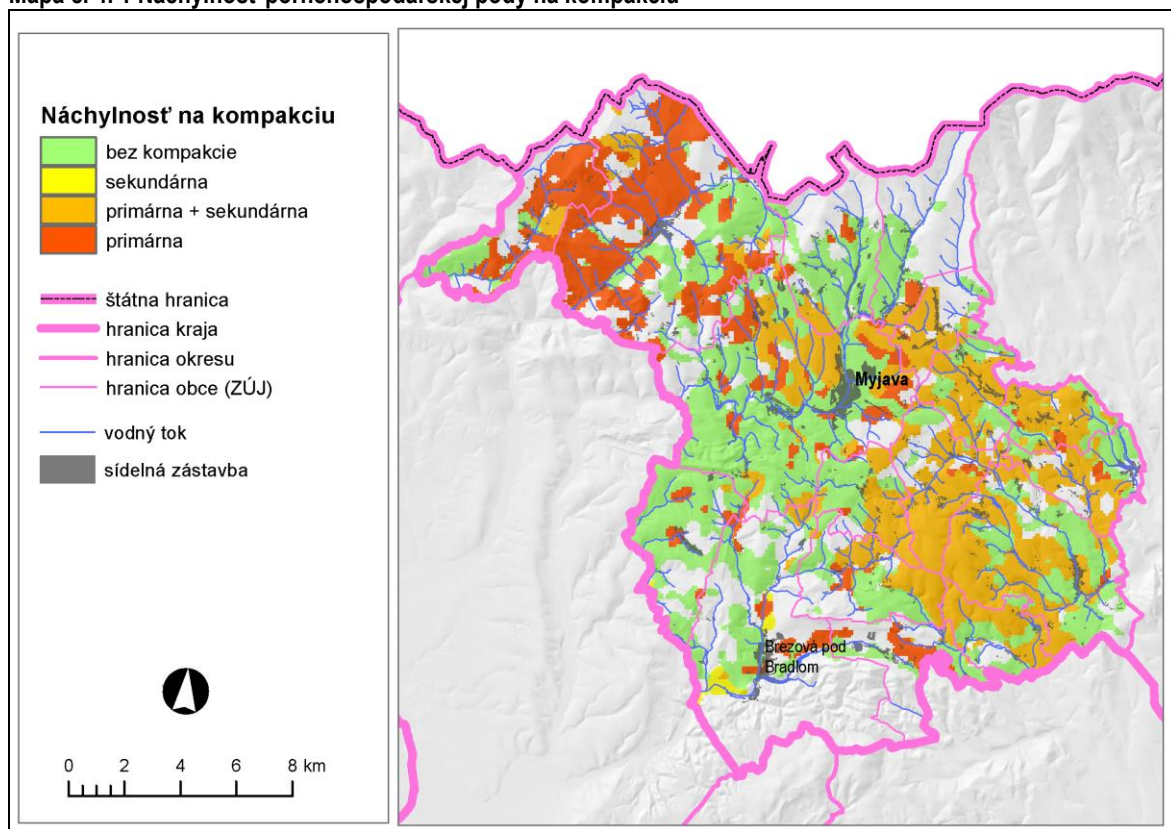 Náchylnosť na kompakciu
bez kompakcie
sekundárna
primárna + sekundárna
primárna
štátna hranica
hranica kraja
hranica okresu
hranica obce (ZÚJ)
vodný tok
sídelná zástavba
0 2 4 6 8 km
Myjava
Brezová pod
Bradlom